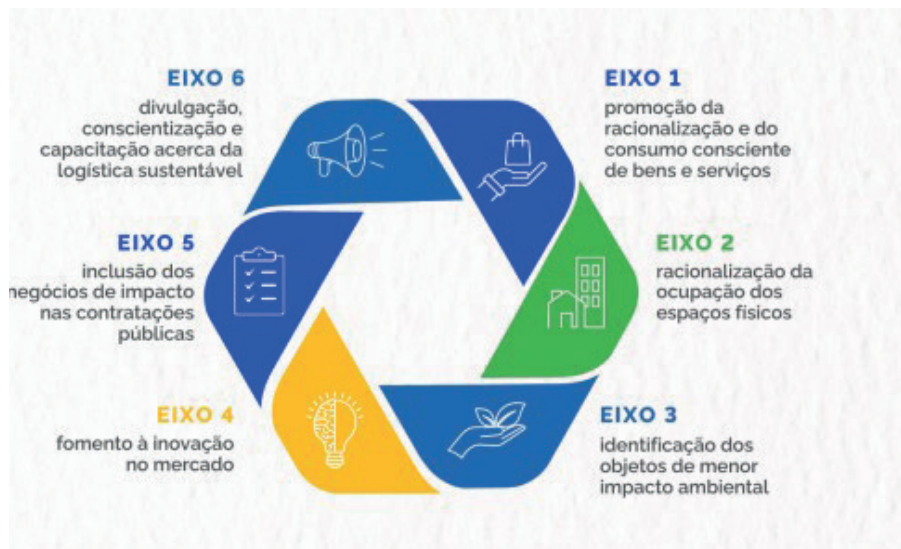 EIXO 6
divulgação,
conscientização e
capacitação acerca da
logística sustentável
EIXO 1
promoção da
racionalização e do
consumo consciente
de bens e serviços
EIXO 5
inclusão dos
negócios de impacto
nas contratações
públicas
EIXO 2
racionalização da
ocupação dos
espaços físicos
EIXO 4
fomento à inovação
no mercado
EIXO 3
identificação dos
objetos de menor
impacto ambiental